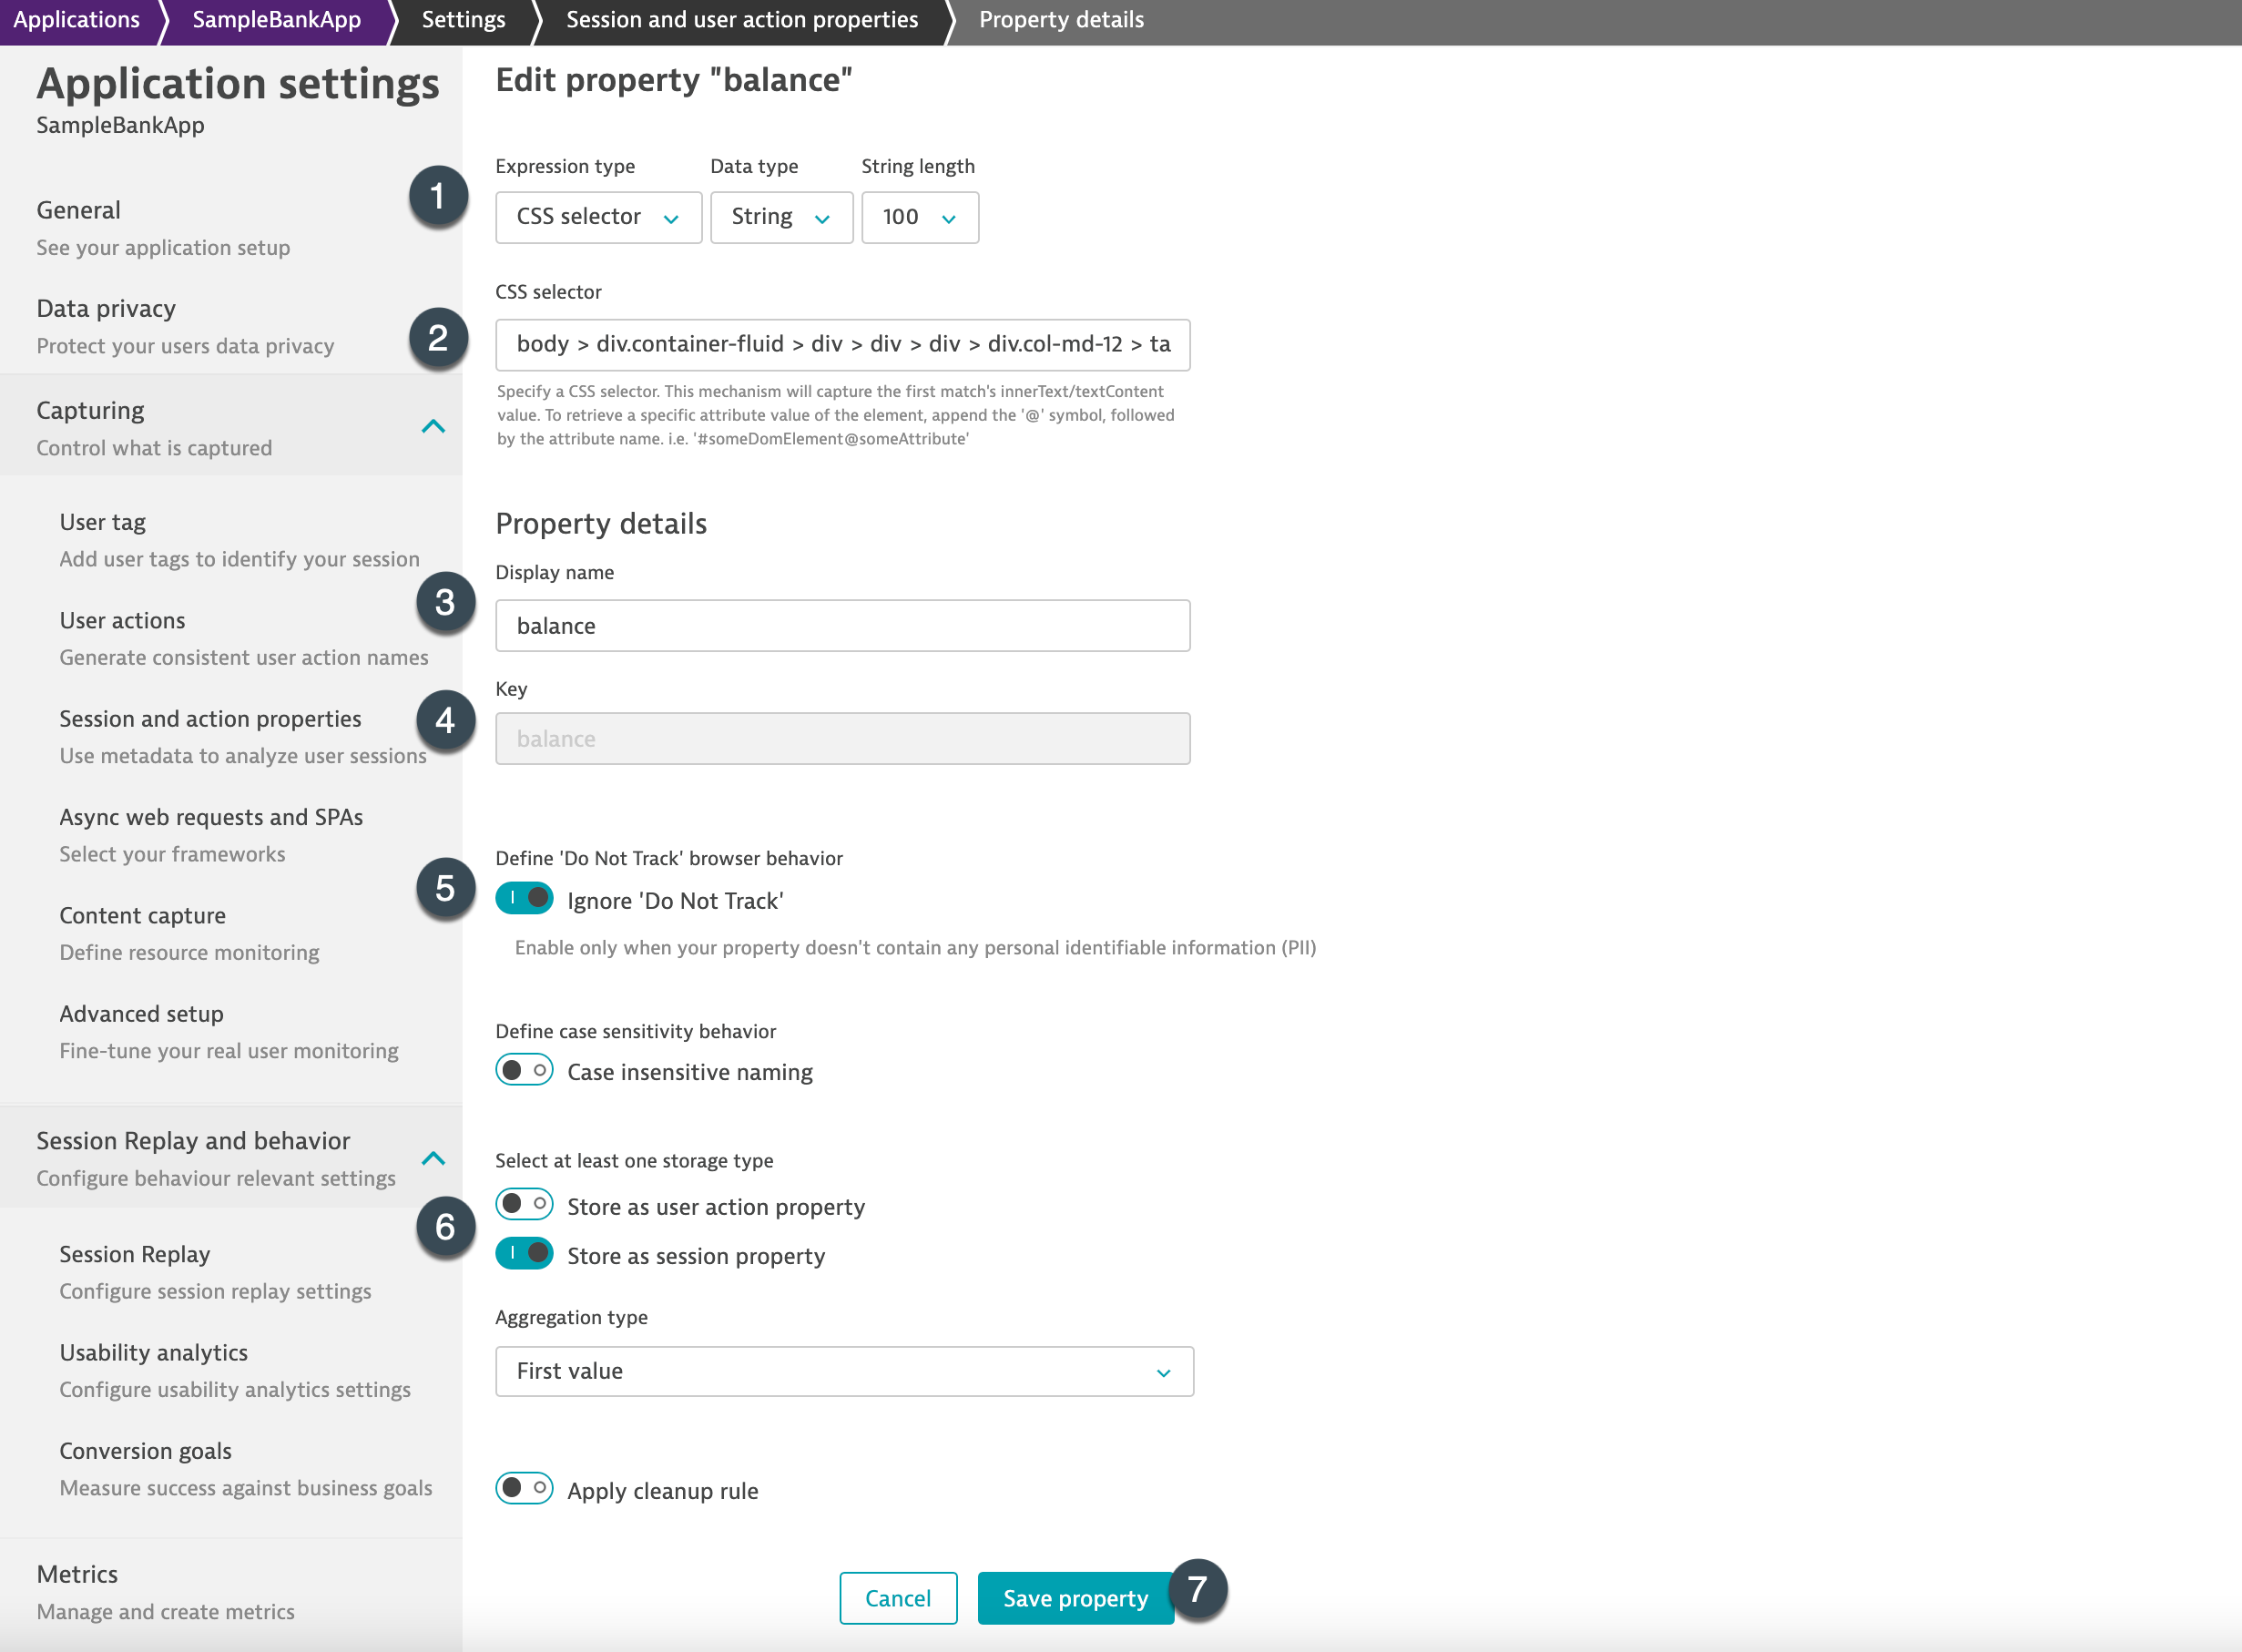 Applications
SampleBankApp
Settings
Session and user action properties
Property details
Application settings
SampleBankApp
General
See your application setup
Data privacy
Protect your users data privacy
Capturing
Control what is captured
User tag
Add user tags to identify your session
User actions
Generate consistent user action names
Session and action properties
Use metadata to analyze user sessions
Async web requests and SPAs
Select your frameworks
Content capture
Define resource monitoring
Advanced setup
Fine-tune your real user monitoring
Session Replay and behavior
Configure behaviour relevant settings
Session Replay
Configure session replay settings
Usability analytics
Configure usability analytics settings
Conversion goals
Measure success against business goals
Metrics
Manage and create metrics
Edit property "balance"
1
Expression type
Data type
String length
CSS selector
String
100
2
CSS selector
body > div.container-fluid > div > div > div > div.col-md-12 > ta
Specify a CSS selector. This mechanism will capture the first match's innerText/textContent
value. To retrieve a specific attribute value of the element, append the '@' symbol, followed
by the attribute name. i.e. '#someDomElement@someAttribute'
Property details
3
Display name
balance
4
Key
balance
5
Define 'Do Not Track' browser behavior
Ignore 'Do Not Track'
Enable only when your property doesn't contain any personal identifiable information (PII)
Define case sensitivity behavior
Case insensitive naming
6
Select at least one storage type
Store as user action property
Store as session property
Aggregation type
First value
Apply cleanup rule
Cancel
Save property
7